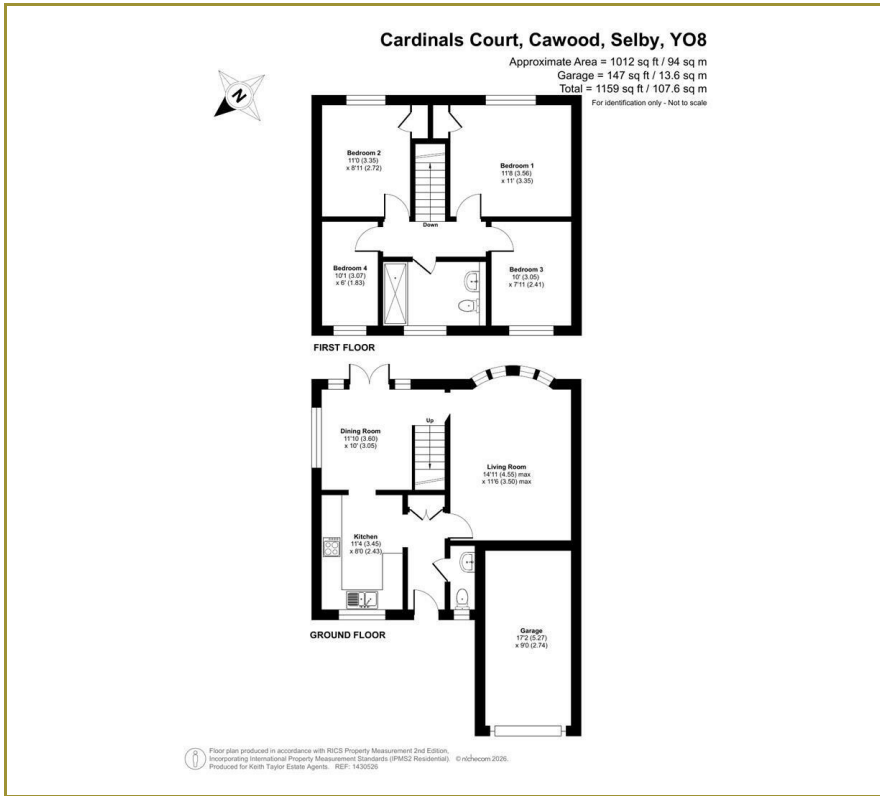 Cardinals Court, Cawood, Selby, YO8
Approximate Area = 1012 sq ft / 94 sq m
Garage = 147 sq ft / 13.6 sq m
Total = 1159 sq ft / 107.6 sq m
For identification only - Not to scale
N
Bedroom 2
11'0 (3.35)
x 8'11 (2.72)
Bedroom 1
11'8 (3.56)
x 11' (3.35)
Down
Bedroom 4
10'1 (3.07)
x 6' (1.83)
Bedroom 3
10' (3.05)
x 7'11 (2.41)
FIRST FLOOR
Dining Room
11'10 (3.60)
x 10' (3.05)
Up
Living Room
14'11 (4.55) max
x 11'6 (3.50) max
Kitchen
11'4 (3.45)
x 8'0 (2.43)
Garage
17'2 (5.27)
x 9'0 (2.74)
GROUND FLOOR
Floor plan produced in accordance with RICS Property Measurement 2nd Edition,
Incorporating International Property Measurement Standards (IPMS2 Residential). © nichecom 2026.
Produced for Keith Taylor Estate Agents. REF: 1430526